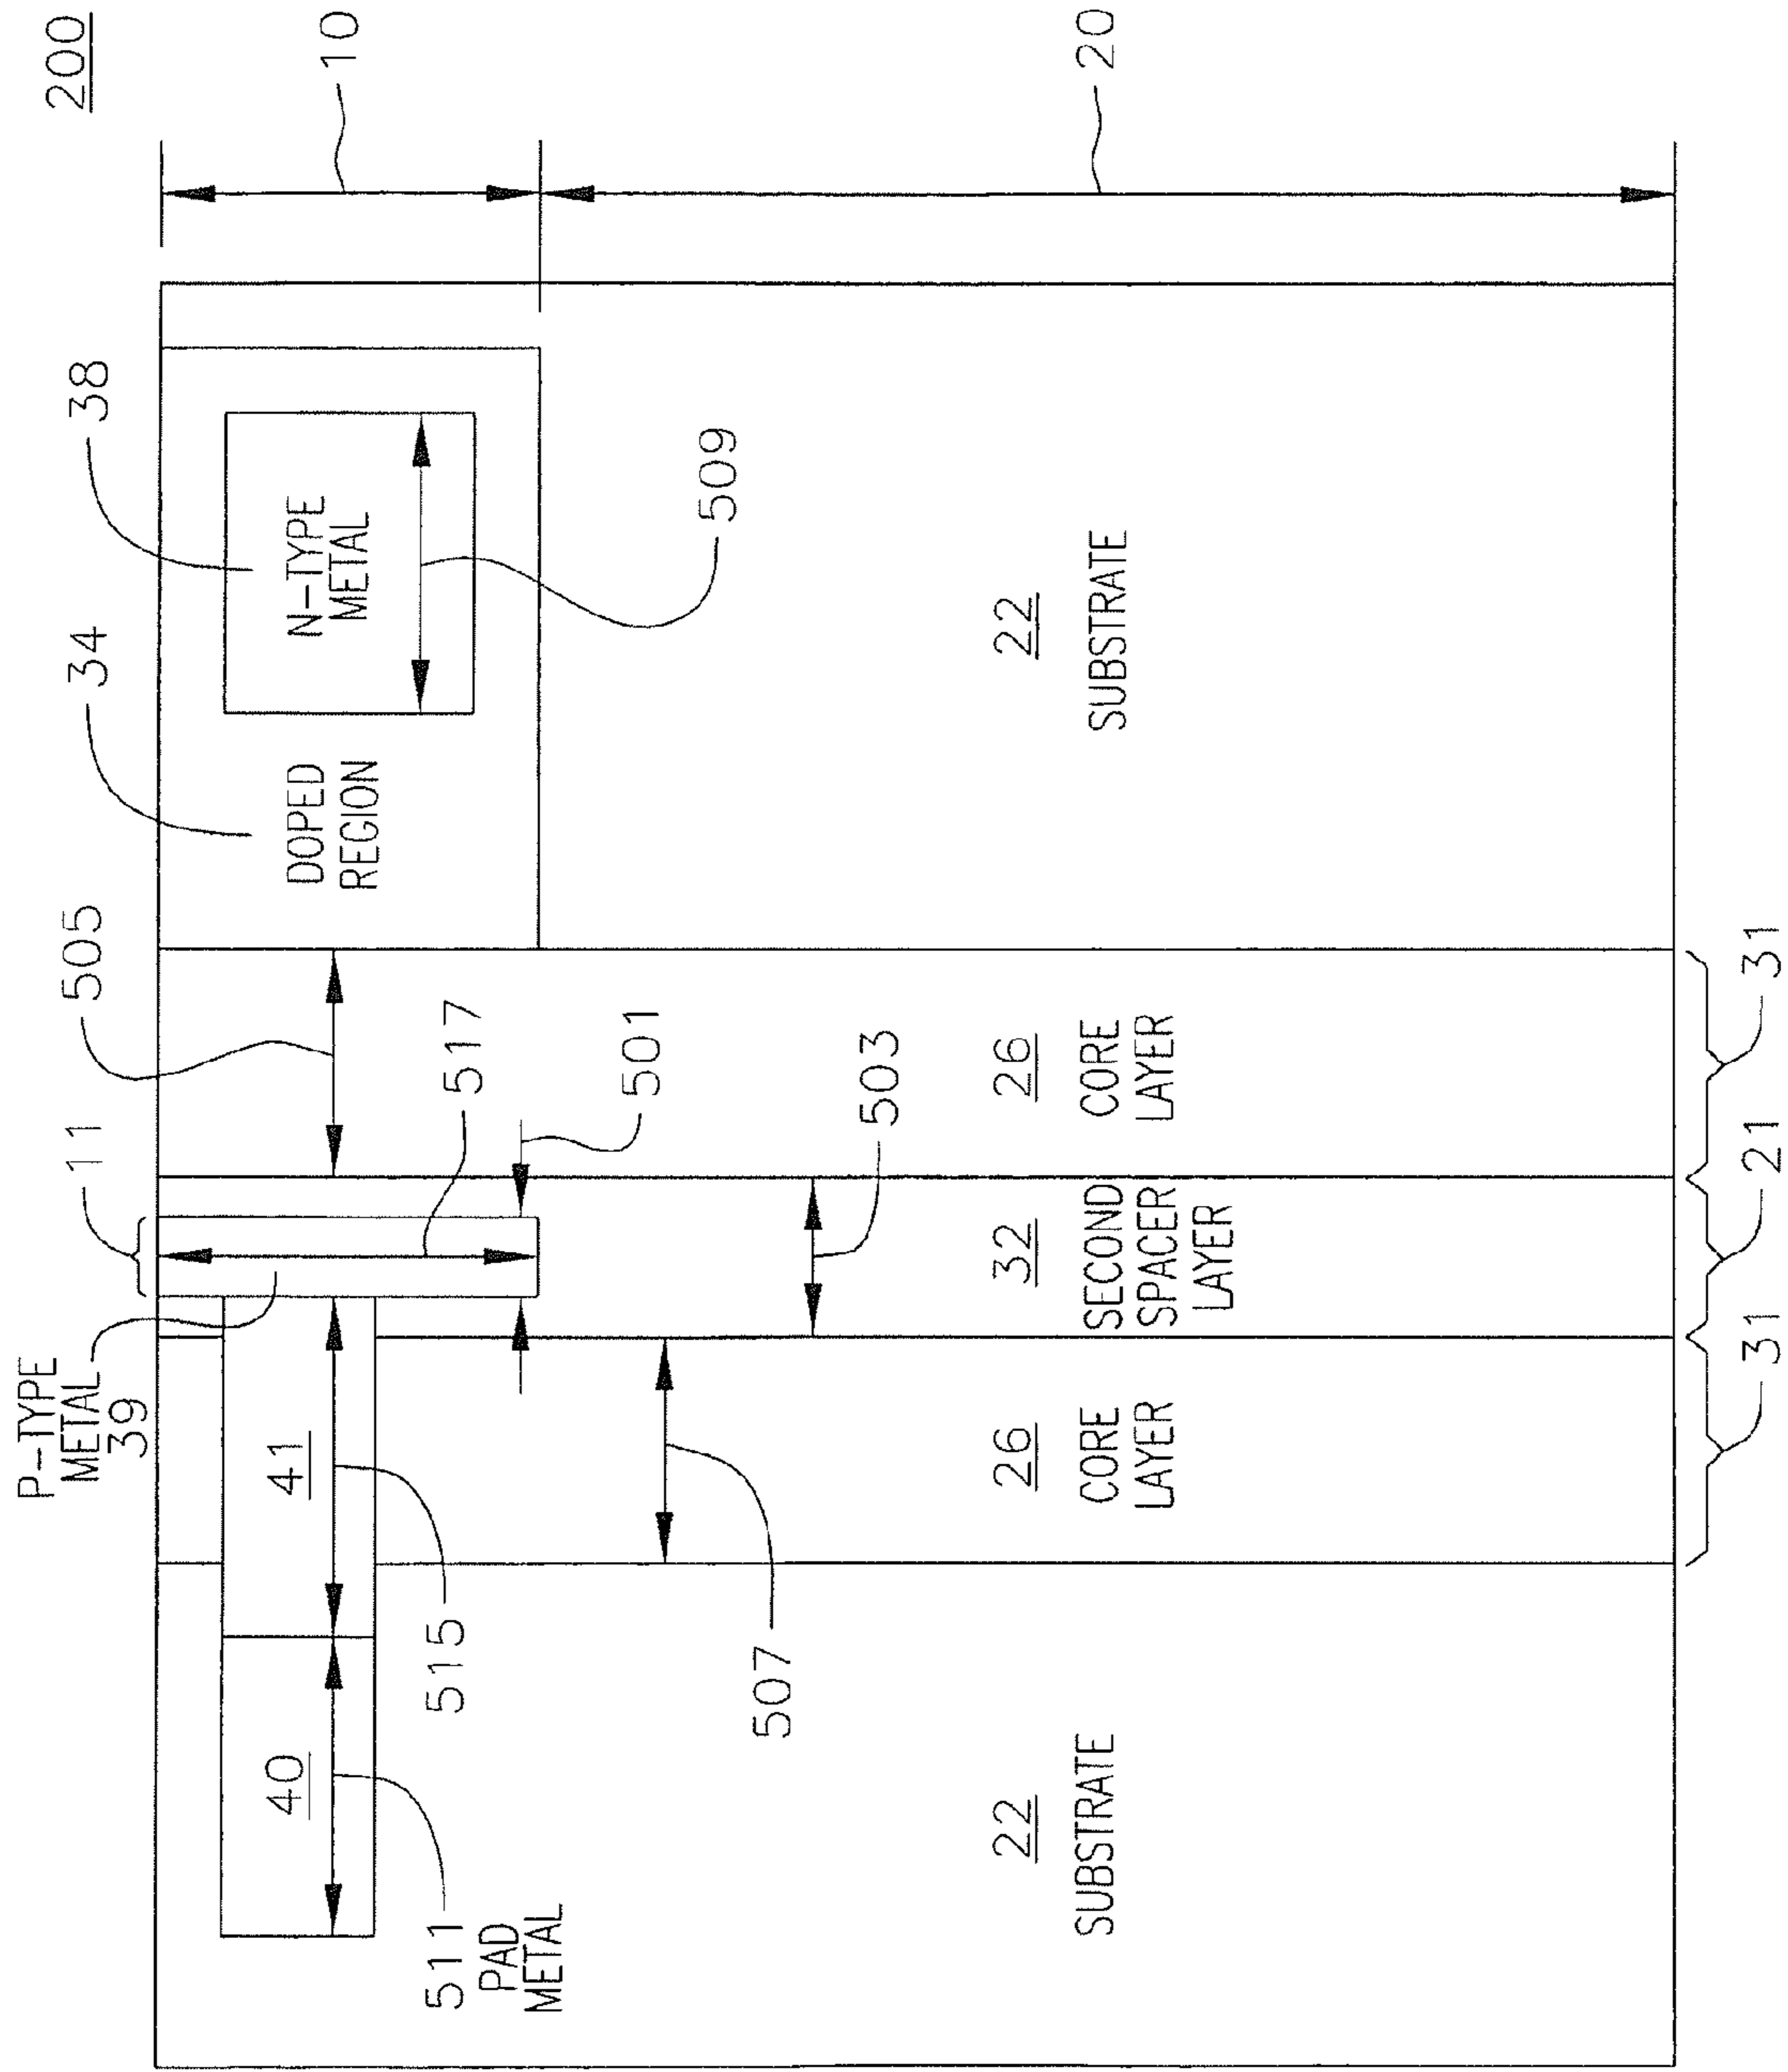 200
10
20
38
34
N-TYPE
METAL
509
DOPED
REGION
22
SUBSTRATE
505
517
501
11
503
26
CORE
LAYER
31
P-TYPE
METAL
39
32
SECOND
SPACER
LAYER
21
41
515
507
26
CORE
LAYER
31
40
511
PAD
METAL
22
SUBSTRATE